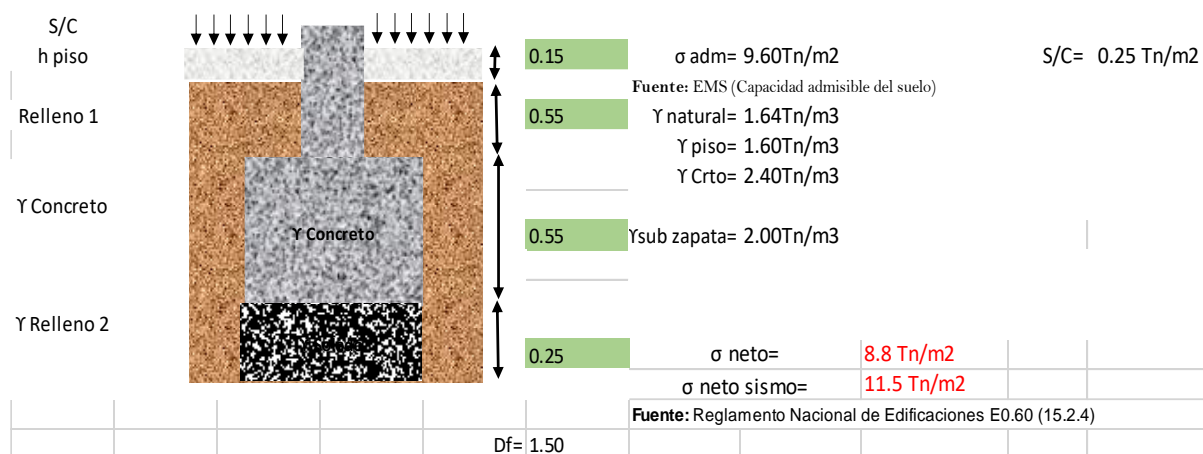 S/C
h piso
0.15
σ adm= 9.60Tn/m2
S/C= 0.25 Tn/m2
Fuente: EMS (Capacidad admisible del suelo)
Relleno 1
0.55
ϒ natural= 1.64Tn/m3
ϒ piso= 1.60Tn/m3
ϒ Crto= 2.40Tn/m3
ϒ Concreto
ϒ Concreto
0.55
ϒsub zapata= 2.00Tn/m3
ϒ Relleno 2
0.25
σ neto= 8.8 Tn/m2
σ neto sismo= 11.5 Tn/m2
Fuente: Reglamento Nacional de Edificaciones E0.60 (15.2.4)
Df= 1.50